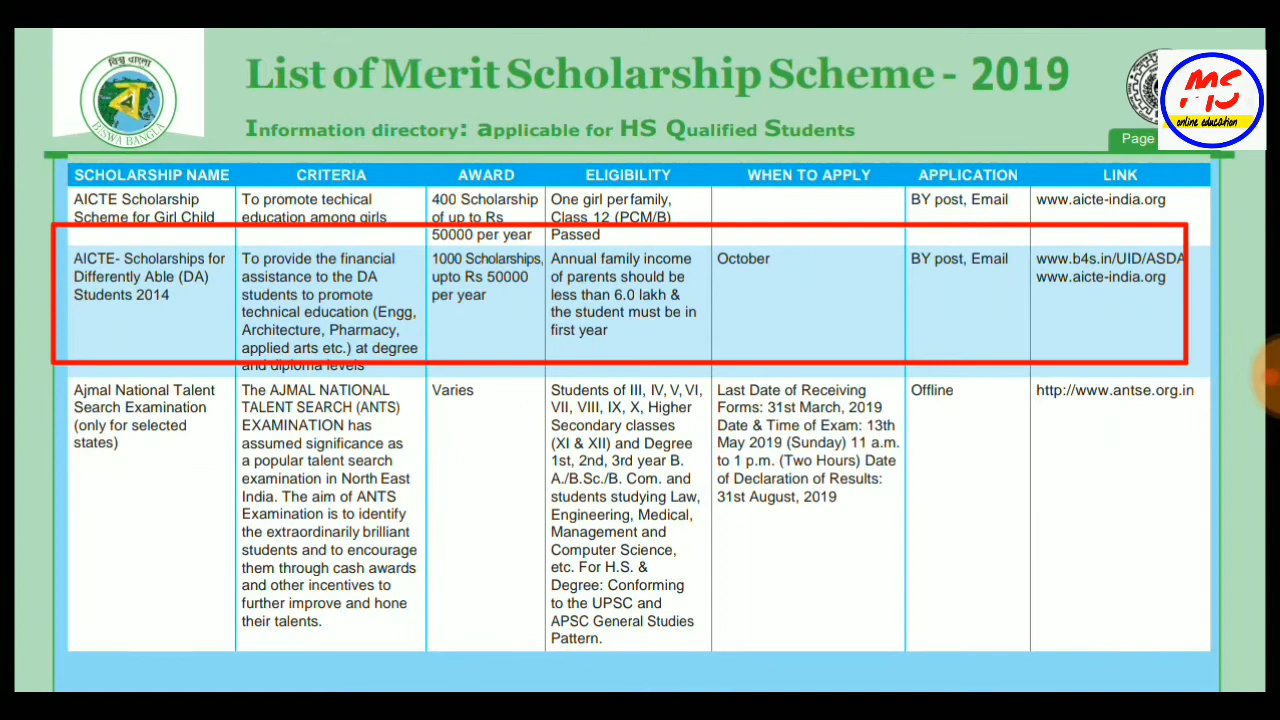 বিশ্ব বাংলা
ব
BISWA BANGLA
List of Merit Scholarship Scheme - 2019
Information directory: applicable for HS Qualified Students
Page
MS
online education
SCHOLARSHIP NAME
CRITERIA
AWARD
ELIGIBILITY
WHEN TO APPLY
APPLICATION
LINK
AICTE Scholarship
Scheme for Girl Child
To promote techical
education among girls
400 Scholarship
of up to Rs
50000 per year
One girl per family,
Class 12 (PCM/B)
Passed
BY post, Email
www.aicte-india.org
AICTE- Scholarships for
Differently Able (DA)
Students 2014
To provide the financial
assistance to the DA
students to promote
technical education (Engg,
Architecture, Pharmacy,
applied arts etc.) at degree
and diploma levels
1000 Scholarships,
upto Rs 50000
per year
Annual family income
of parents should be
less than 6.0 lakh &
the student must be in
first year
October
BY post, Email
www.b4s.in/UID/ASDA
www.aicte-india.org
Ajmal National Talent
Search Examination
(only for selected
states)
The AJMAL NATIONAL
TALENT SEARCH (ANTS)
EXAMINATION has
assumed significance as
a popular talent search
examination in North East
India. The aim of ANTS
Examination is to identify
the extraordinarily brilliant
students and to encourage
them through cash awards
and other incentives to
further improve and hone
their talents.
Varies
Students of III, IV, V, VI,
VII, VIII, IX, X, Higher
Secondary classes
(XI & XII) and Degree
1st, 2nd, 3rd year B.
A./B.Sc./B. Com. and
students studying Law,
Engineering, Medical,
Management and
Computer Science,
etc. For H.S. &
Degree: Conforming
to the UPSC and
APSC General Studies
Pattern.
Last Date of Receiving
Forms: 31st March, 2019
Date & Time of Exam: 13th
May 2019 (Sunday) 11 a.m.
to 1 p.m. (Two Hours) Date
of Declaration of Results:
31st August, 2019
Offline
http://www.antse.org.in